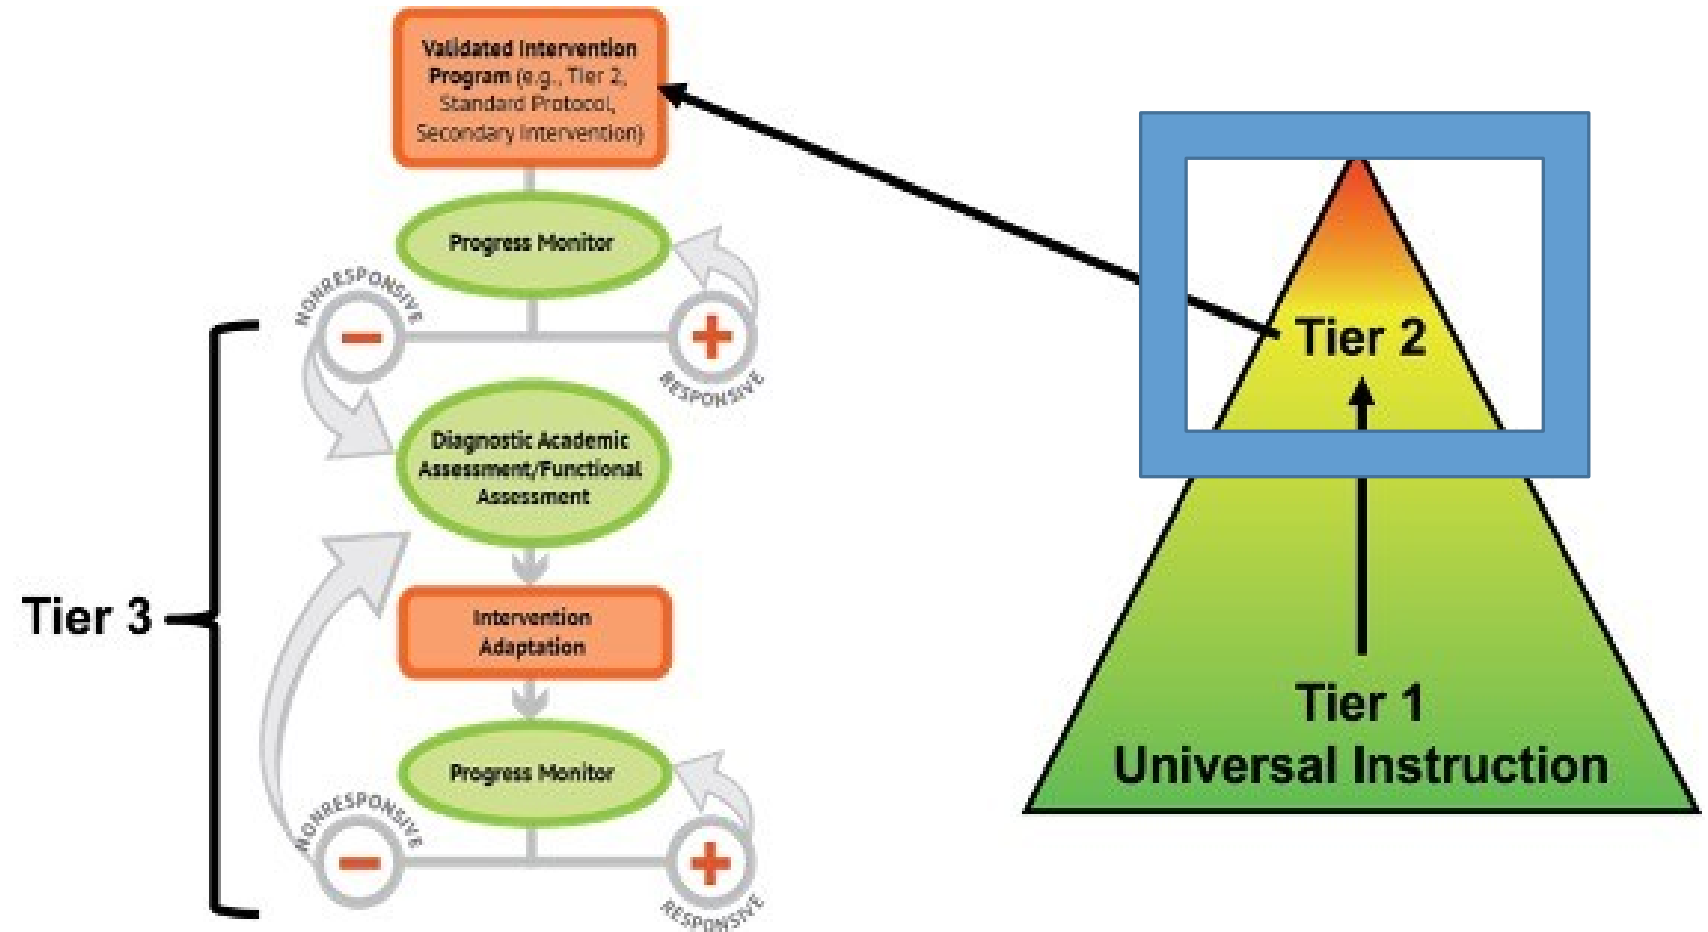 Validated Intervention
Program (e.g., Tier 2,
Standard Protocol,
Secondary Intervention)
Progress Monitor
NONRESPONSIVE
RESPONSIVE
Diagnostic Academic
Assessment/Functional
Assessment
Intervention
Adaptation
Progress Monitor
NONRESPONSIVE
RESPONSIVE
Tier 3
Tier 2
Tier 1
Universal Instruction